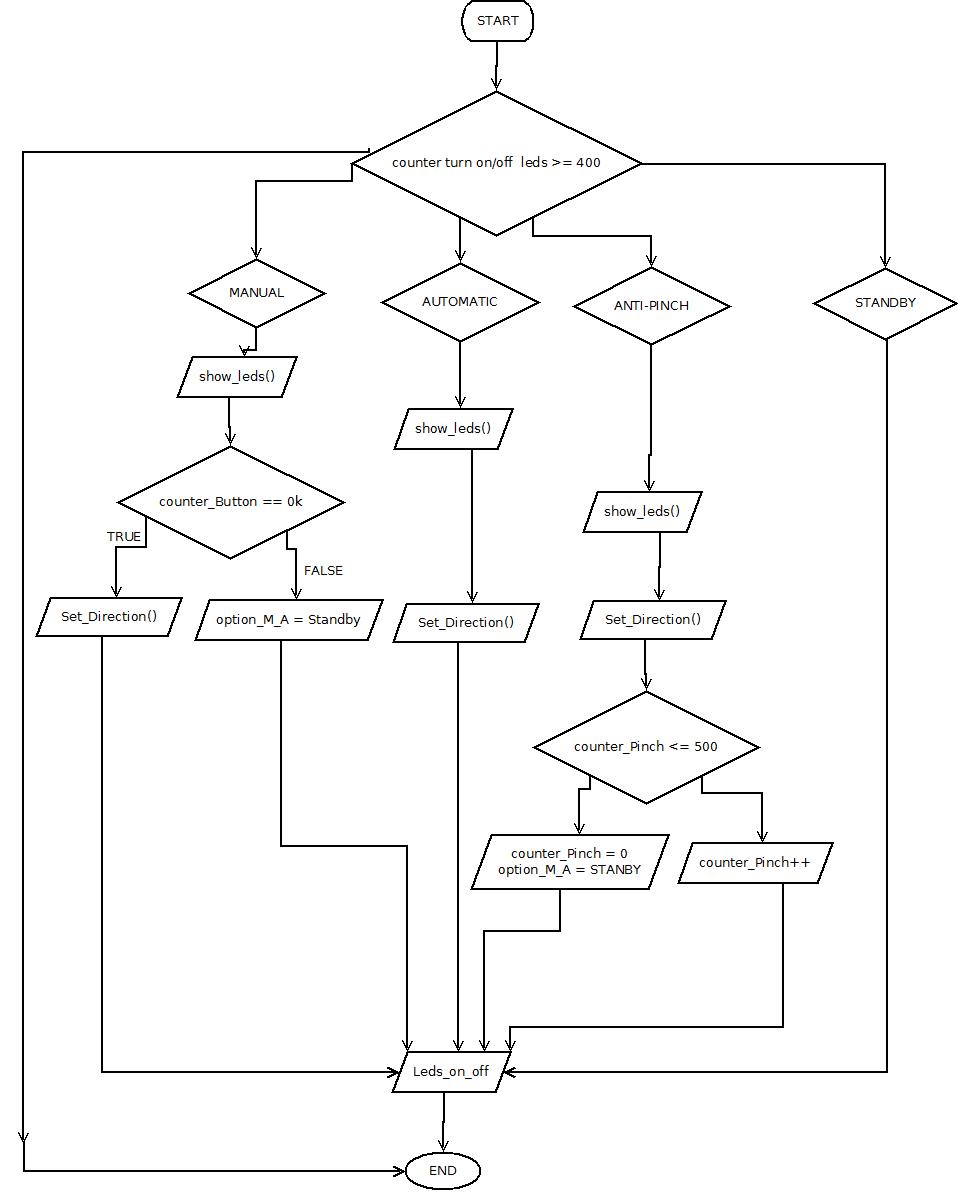 START
counter turn on/off leds >= 400
MANUAL
AUTOMATIC
ANTI-PINCH
STANDBY
show_leds()
show_leds()
counter_Button == 0k
show_leds()
TRUE
FALSE
Set_Direction()
option_M_A = Standby
Set_Direction()
Set_Direction()
counter_Pinch <= 500
counter_Pinch = 0
option_M_A = STANBY
counter_Pinch++
Leds_on_off
END